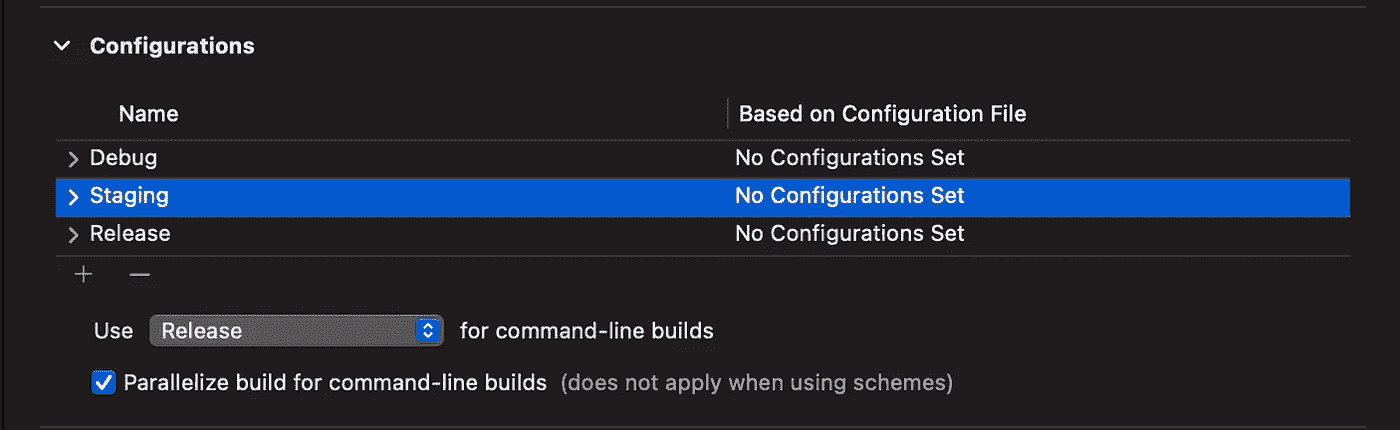 Configurations
Name Based on Configuration File
Debug No Configurations Set
Staging No Configurations Set
Release No Configurations Set
Use Release for command-line builds
Parallelize build for command-line builds (does not apply when using schemes)